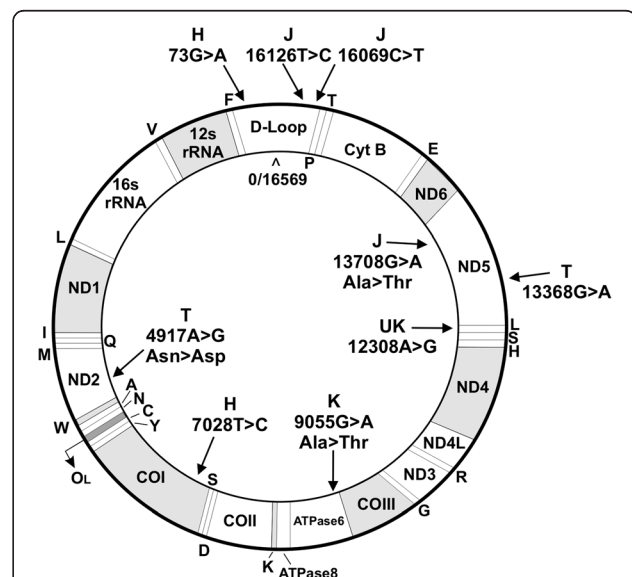 H
73G>A
J
16126T>C
J
16069C>T
F
D-Loop
T
P
0/16569
^
V
12s
rRNA
Cyt B
E
ND6
16s
rRNA
L
ND1
J
13708G>A
Ala>Thr
ND5
T
13368G>A
I
Q
M
T
4917A>G
Asn>Asp
UK
12308A>G
L
S
H
ND2
A
N
C
Y
W
OL
H
7028T>C
K
9055G>A
Ala>Thr
ND4
ND4L
R
ND3
G
COI
S
D
COII
K
ATPase8
ATPase6
COIII